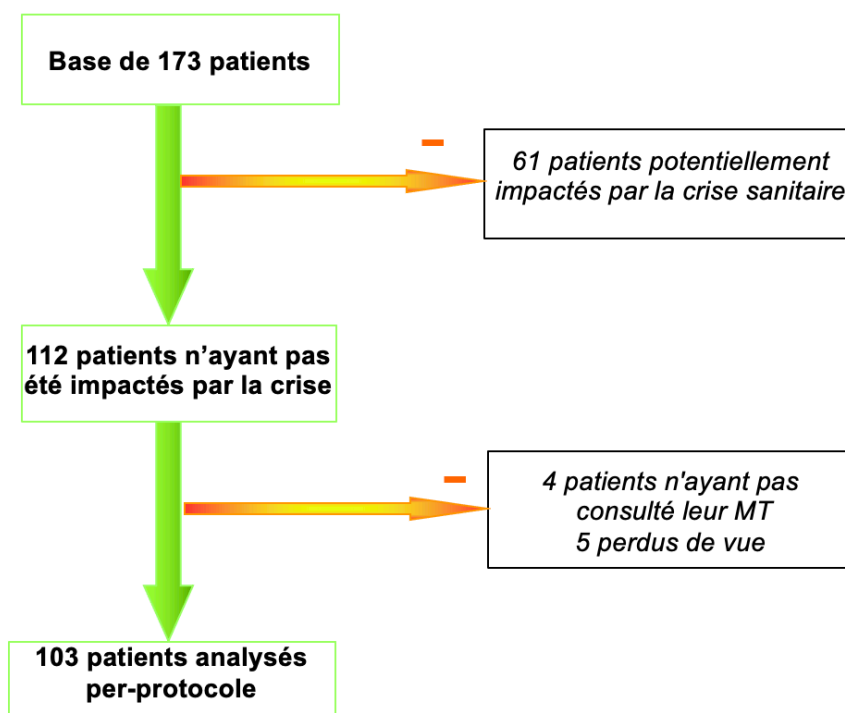 Base de 173 patients
61 patients potentiellement
impactés par la crise sanitaire
112 patients n’ayant pas
été impactés par la crise
4 patients n'ayant pas
consulté leur MT
5 perdus de vue
103 patients analysés
per-protocole